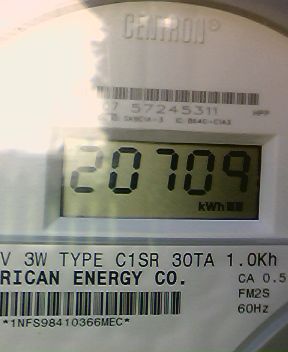 CENTRON®
57245311
20709
kWh
V 3W TYPE C1SR 30TA 1.0Kh
RICAN ENERGY CO. CA 0.5
FM2S
*1NFS98410366MEC* 60Hz